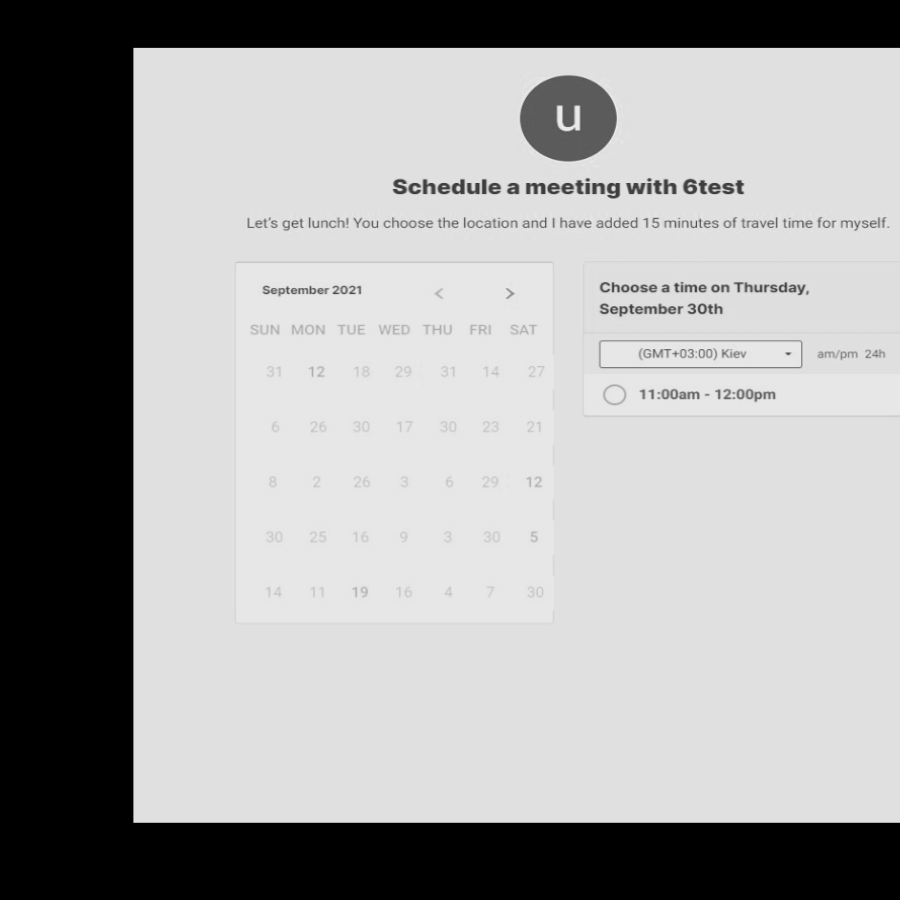 u
Schedule a meeting with 6test
Let's get lunch! You choose the location and I have added 15 minutes of travel time for myself.
September 2021 < >
SUN MON TUE WED THU FRI SAT
31 12 18 29 31 14 27
6 26 30 17 30 23 21
8 2 26 3 6 29 12
30 25 16 9 3 30 5
14 11 19 16 4 7 30
Choose a time on Thursday,
September 30th
(GMT+03:00) Kiev am/pm 24h
11:00am - 12:00pm